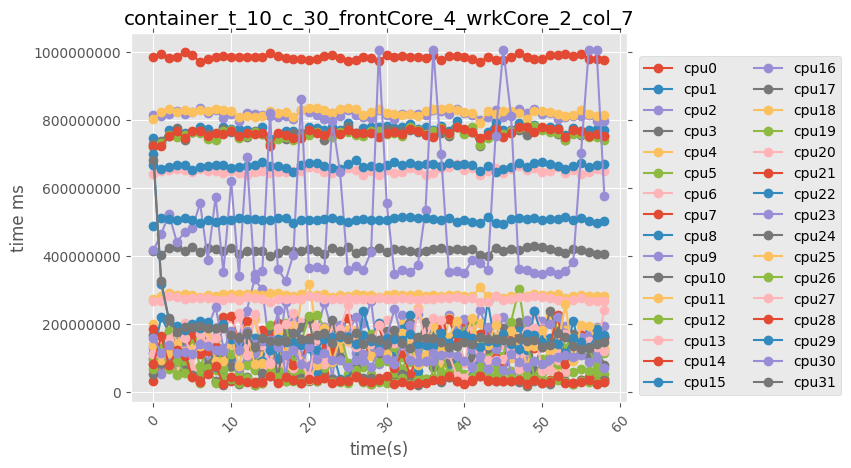 container_t_10_c_30_frontCore_4_wrkCore_2_col_7
time ms
1000000000
800000000
600000000
400000000
200000000
0
0
10
20
30
40
50
60
time(s)
cpu0
cpu1
cpu2
cpu3
cpu4
cpu5
cpu6
cpu7
cpu8
cpu9
cpu10
cpu11
cpu12
cpu13
cpu14
cpu15
cpu16
cpu17
cpu18
cpu19
cpu20
cpu21
cpu22
cpu23
cpu24
cpu25
cpu26
cpu27
cpu28
cpu29
cpu30
cpu31